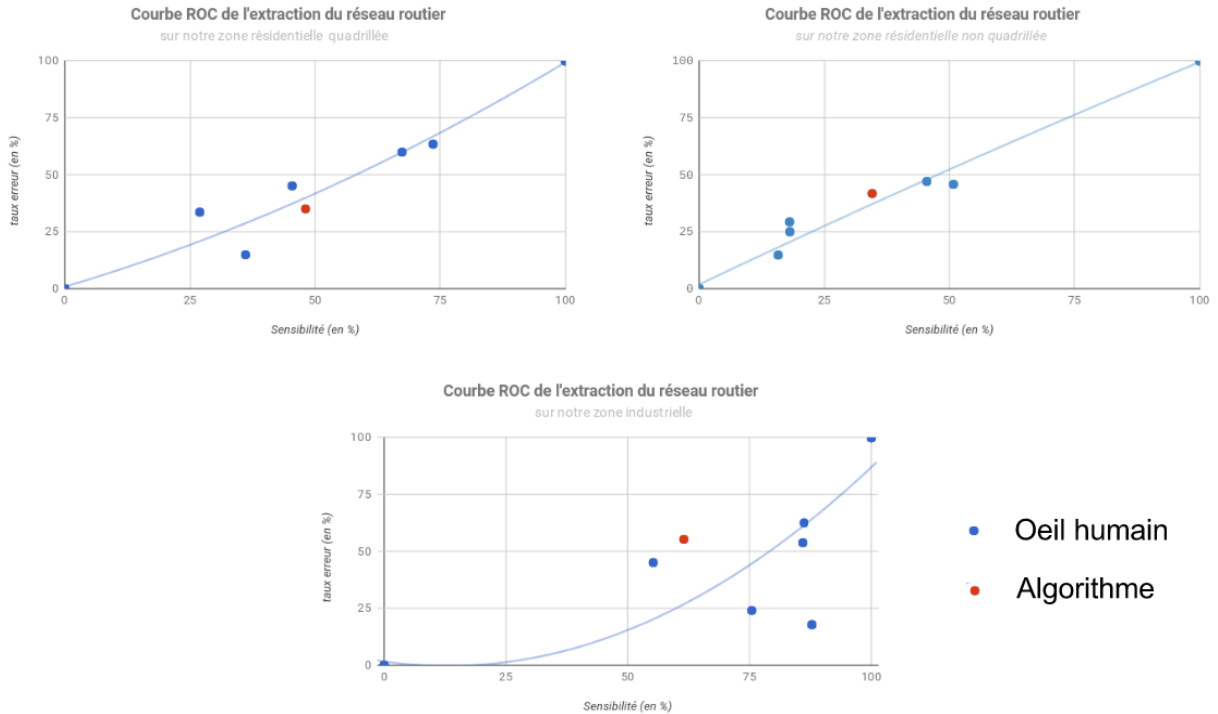 Courbe ROC de l'extraction du réseau routier
sur notre zone résidentielle quadrillée
100
75
50
25
0
taux erreur (en %)
0 25 50 75 100
Sensibilité (en %)
Courbe ROC de l'extraction du réseau routier
sur notre zone résidentielle non quadrillée
100
75
50
25
0
taux erreur (en %)
0 25 50 75 100
Sensibilité (en %)
Courbe ROC de l'extraction du réseau routier
sur notre zone industrielle
100
75
50
25
0
taux erreur (en %)
0 25 50 75 100
Sensibilité (en %)
Oeil humain
Algorithme